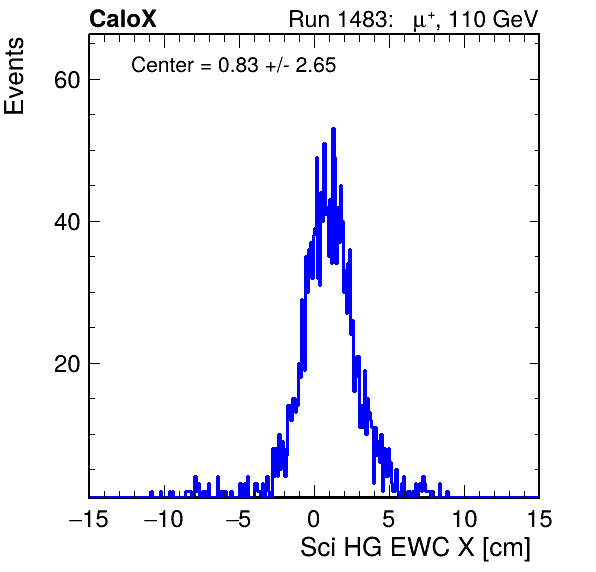 CaloX Run 1483: μ⁺, 110 GeV
Events
Center = 0.83 +/- 2.65
60
40
20
−15 −10 −5 0 5 10 15
Sci HG EWC X [cm]